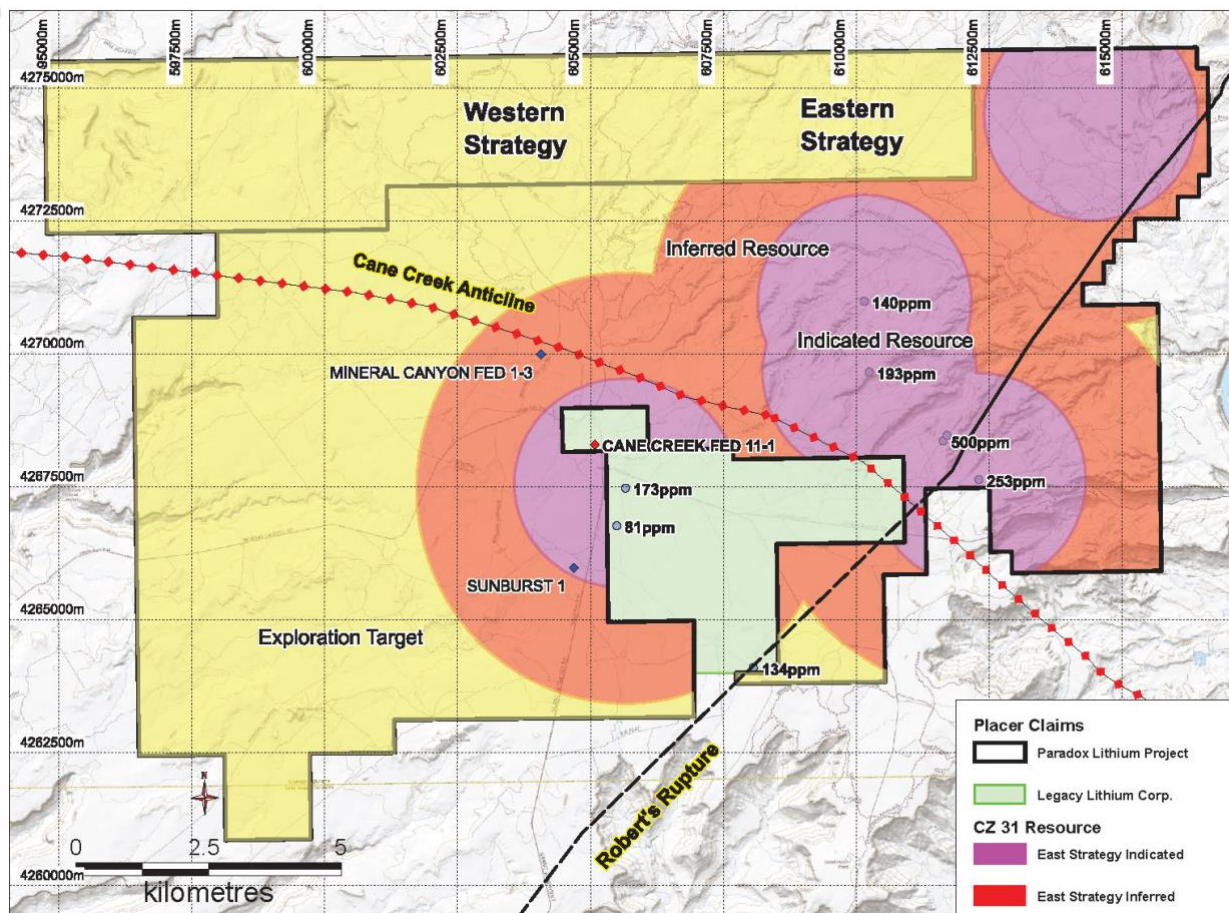 595000m
597500m
600000m
602500m
605000m
607500m
610000m
612500m
615000m
4275000m
Western
Strategy
Eastern
Strategy
4272500m
Inferred Resource
Cane Creek Anticline
140ppm
Indicated Resource
4270000m
MINERAL CANYON FED 1-3
193ppm
CANE CREEK FED 11-1
500ppm
253ppm
4267500m
173ppm
81ppm
SUNBURST 1
4265000m
Exploration Target
134ppm
4262500m
Robert's Rupture
N
0 2.5 5
kilometres
4260000m
Placer Claims
Paradox Lithium Project
Legacy Lithium Corp.
CZ 31 Resource
East Strategy Indicated
East Strategy Inferred